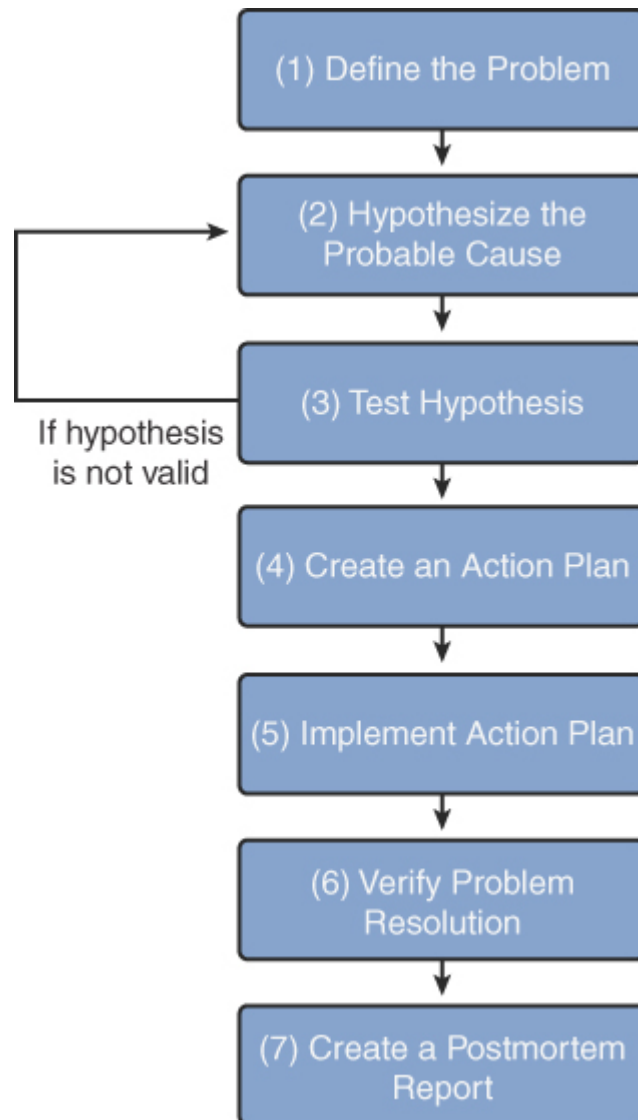 (1) Define the Problem
(2) Hypothesize the
Probable Cause
(3) Test Hypothesis
If hypothesis
is not valid
(4) Create an Action Plan
(5) Implement Action Plan
(6) Verify Problem
Resolution
(7) Create a Postmortem
Report